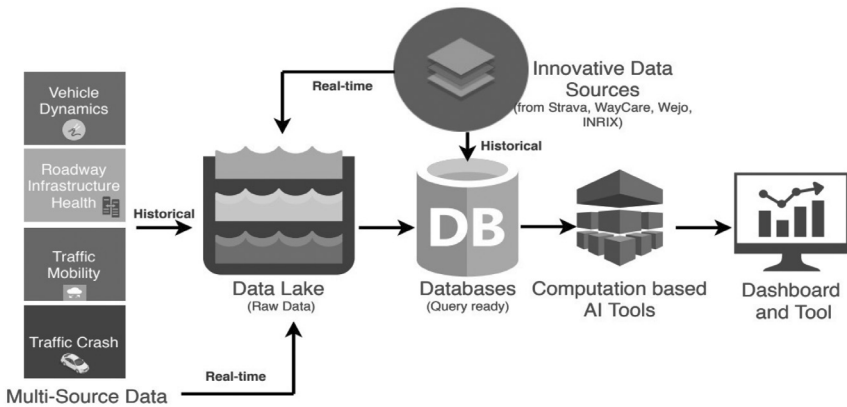 Vehicle
Dynamics
Roadway
Infrastructure
Health
Traffic
Mobility
Traffic Crash
Multi-Source Data
Historical
Real-time
Real-time
Data Lake
(Raw Data)
Innovative Data
Sources
(from Strava, WayCare, Wejo,
INRIX)
Historical
DB
Databases
(Query ready)
Computation based
AI Tools
Dashboard
and Tool